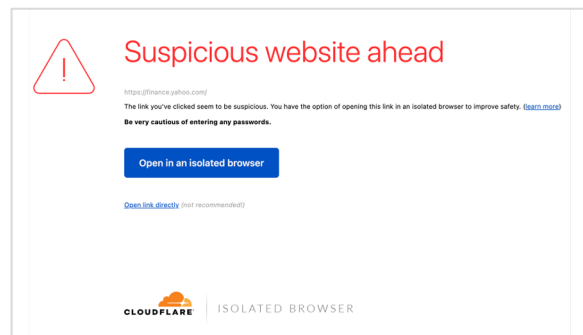 Suspicious website ahead
https://finance.yahoo.com/
The link you've clicked seem to be suspicious. You have the option of opening this link in an isolated browser to improve safety. (learn more)
Be very cautious of entering any passwords.
Open in an isolated browser
Open link directly (not recommended!)
CLOUDFLARE ISOLATED BROWSER